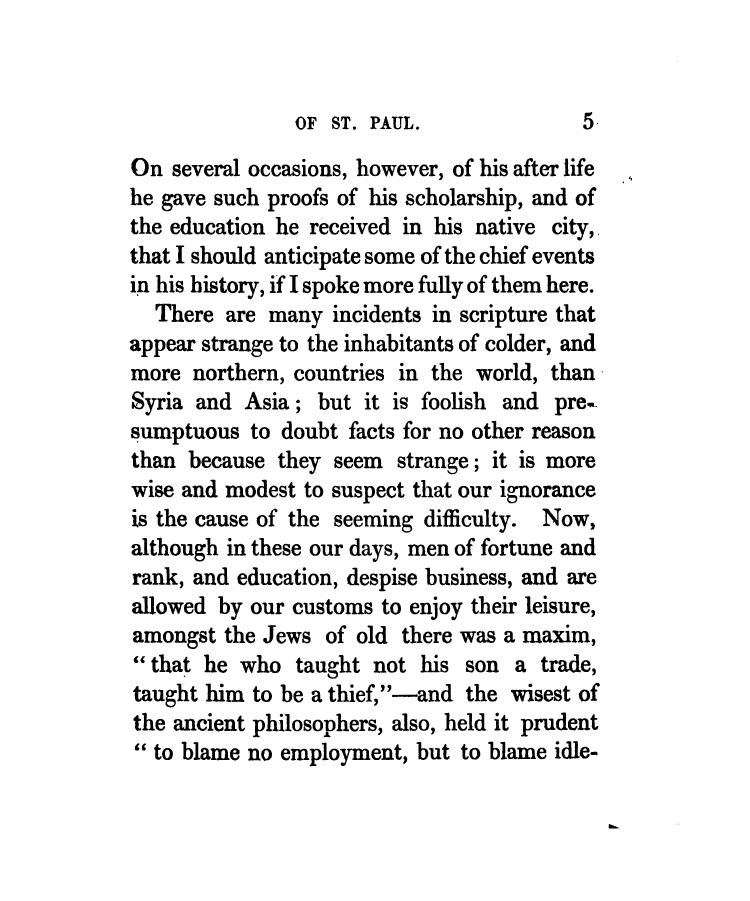 OF ST. PAUL. 5
On several occasions, however, of his after life
he gave such proofs of his scholarship, and of
the education he received in his native city,
that I should anticipate some of the chief events
in his history, if I spoke more fully of them here.
There are many incidents in scripture that
appear strange to the inhabitants of colder, and
more northern, countries in the world, than
Syria and Asia; but it is foolish and pre-
sumptuous to doubt facts for no other reason
than because they seem strange; it is more
wise and modest to suspect that our ignorance
is the cause of the seeming difficulty. Now,
although in these our days, men of fortune and
rank, and education, despise business, and are
allowed by our customs to enjoy their leisure,
amongst the Jews of old there was a maxim,
“that he who taught not his son a trade,
taught him to be a thief,”—and the wisest of
the ancient philosophers, also, held it prudent
“ to blame no employment, but to blame idle-